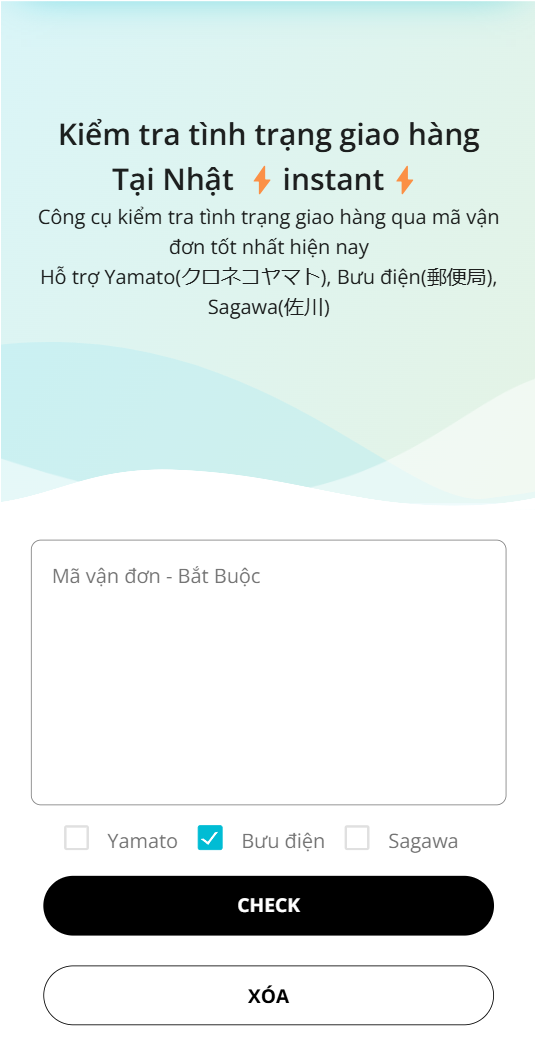 Kiểm tra tình trạng giao hàng
Tại Nhật ⚡ instant ⚡
Công cụ kiểm tra tình trạng giao hàng qua mã vận
đơn tốt nhất hiện nay
Hỗ trợ Yamato(クロネコヤマト), Bưu điện(郵便局),
Sagawa(佐川)
Mã vận đơn - Bắt Buộc
Yamato Bưu điện Sagawa
CHECK
XÓA